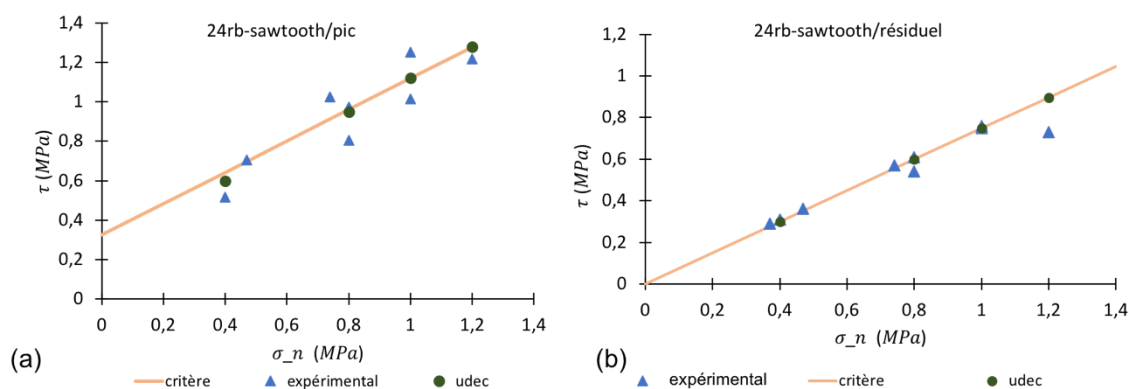 24rb-sawtooth/pic
1,4
1,2
1
0,8
0,6
0,4
0,2
0
τ (MPa)
0 0,2 0,4 0,6 0,8 1 1,2 1,4
σ_n (MPa)
(a)
critère expérimental udec
24rb-sawtooth/résiduel
1,2
1
0,8
0,6
0,4
0,2
0
τ (MPa)
0 0,2 0,4 0,6 0,8 1 1,2 1,4
σ_n (MPa)
(b)
expérimental critère udec